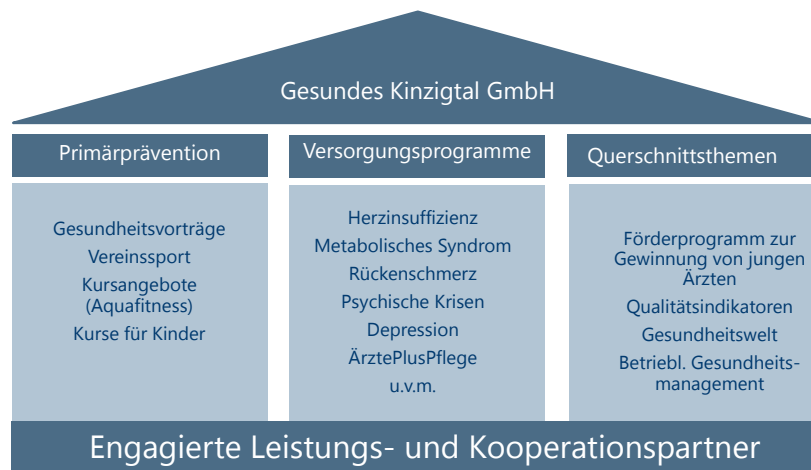 Gesundes Kinzigtal GmbH
Primärprävention
Gesundheitsvorträge
Vereinssport
Kursangebote
(Aquafitness)
Kurse für Kinder
Versorgungsprogramme
Herzinsuffizienz
Metabolisches Syndrom
Rückenschmerz
Psychische Krisen
Depression
ÄrztePlusPflege
u.v.m.
Querschnittsthemen
Förderprogramm zur
Gewinnung von jungen
Ärzten
Qualitätsindikatoren
Gesundheitswelt
Betriebl. Gesundheits-
management
Engagierte Leistungs- und Kooperationspartner